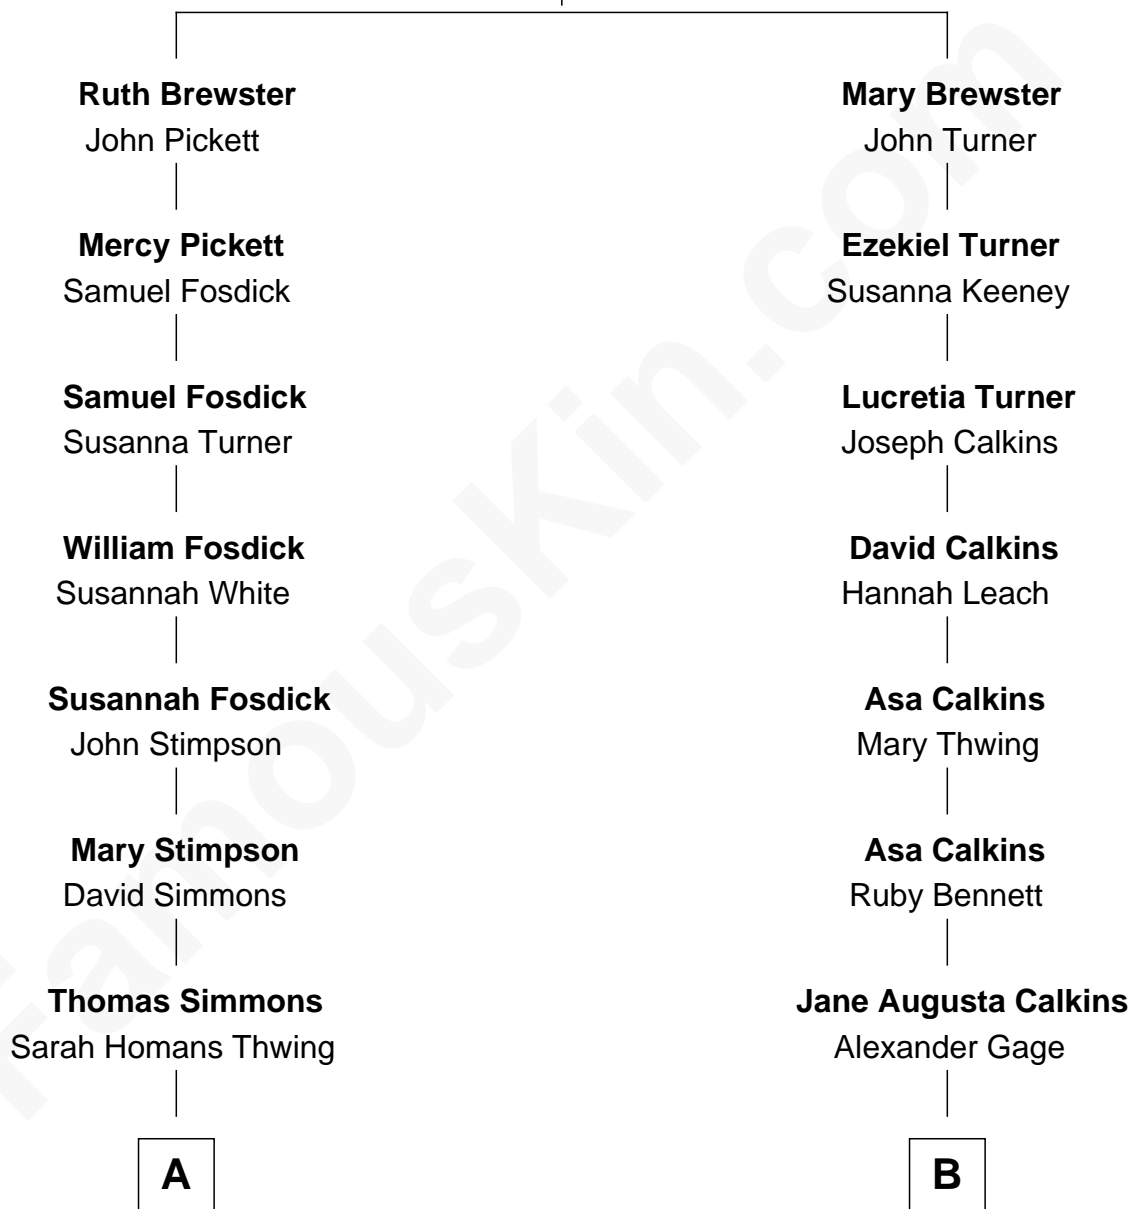 Ruth Brewster
John Pickett
Mary Brewster
John Turner
Mercy Pickett
Samuel Fosdick
Ezekiel Turner
Susanna Keeney
Samuel Fosdick
Susanna Turner
Lucretia Turner
Joseph Calkins
William Fosdick
Susannah White
David Calkins
Hannah Leach
Susannah Fosdick
John Stimpson
Asa Calkins
Mary Thwing
Mary Stimpson
David Simmons
Asa Calkins
Ruby Bennett
Thomas Simmons
Sarah Homans Thwing
Jane Augusta Calkins
Alexander Gage
A
B
FamousKin.com